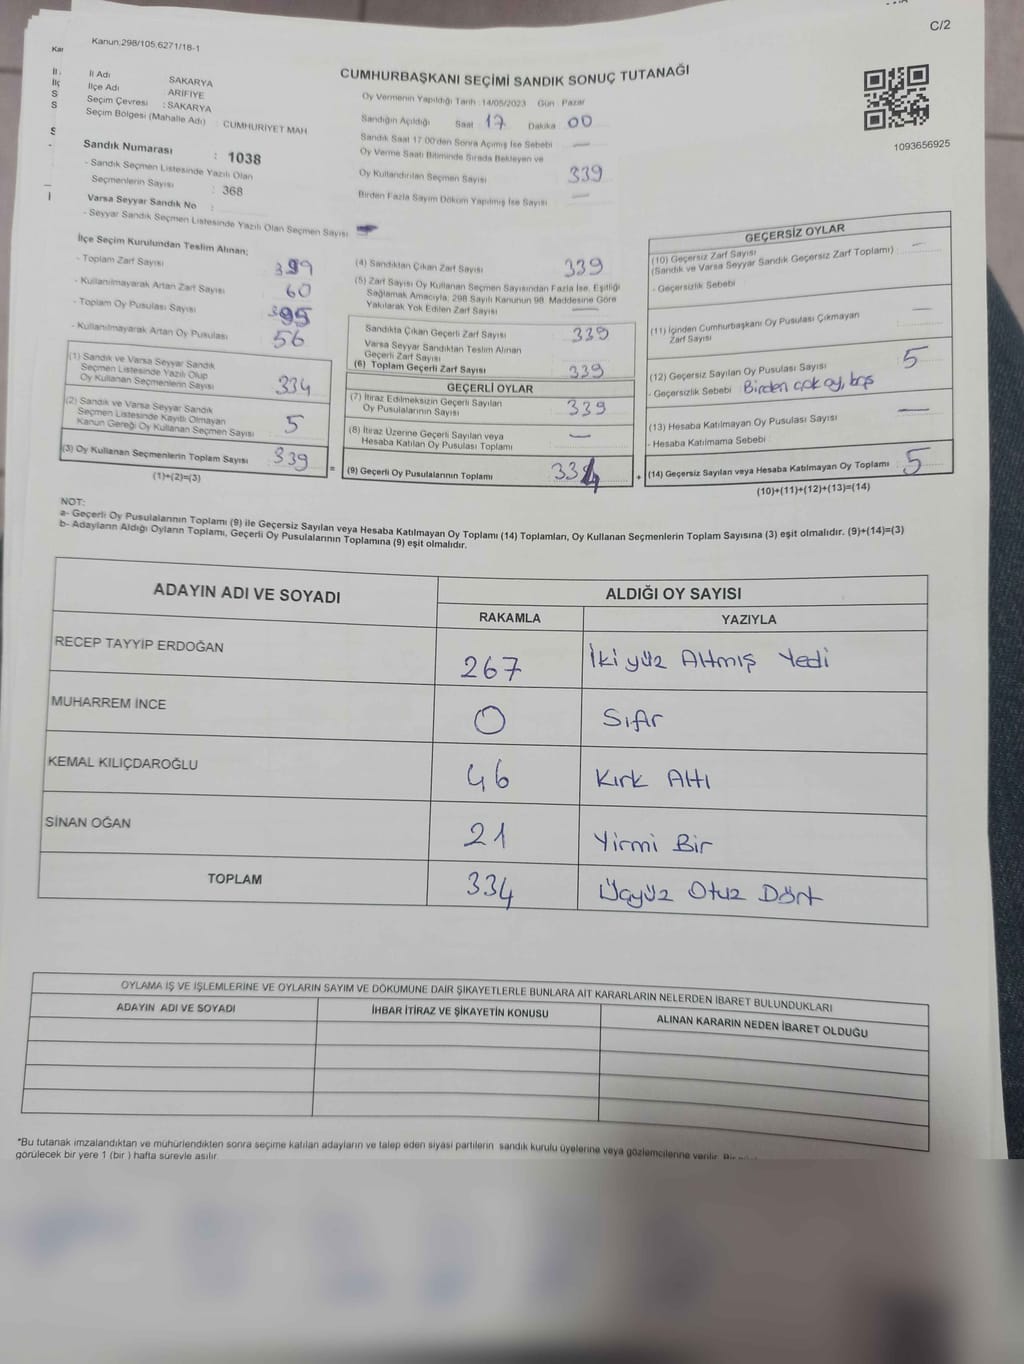 C/2
Kanun;298/105,6271/18-1
CUMHURBAŞKANI SEÇİMİ SANDIK SONUÇ TUTANAĞI
İl Adı SAKARYA
İlçe Adı ARİFİYE
Seçim Çevresi : SAKARYA
Seçim Bölgesi (Mahalle Adı) : CUMHURİYET MAH
Oy Vermenin Yapıldığı Tarih :14/05/2023 Gün : Pazar
Sandığın Açıldığı Saat 17 Dakika 00
Sandık Saat 17:00'den Sonra Açımış İse Sebebi —
Oy Verme Saati Bitiminde Sırada Bekleyen ve
Oy Kullandırılan Seçmen Sayısı 339
Birden Fazla Sayım Döküm Yapılmış İse Sayısı —
1093656925
Sandık Numarası : 1038
- Sandık Seçmen Listesinde Yazılı Olan
Seçmenlerin Sayısı : 368
Varsa Seyyar Sandık No :
- Seyyar Sandık Seçmen Listesinde Yazılı Olan Seçmen Sayısı
İlçe Seçim Kurulundan Teslim Alınan;
- Toplam Zarf Sayısı 399
- Kullanılmayarak Artan Zarf Sayısı 60
- Toplam Oy Pusulası Sayısı 395
- Kullanılmayarak Artan Oy Pusulası 56
(1) Sandık ve Varsa Seyyar Sandık
Seçmen Listesinde Yazılı Olup
Oy Kullanan Seçmenlerin Sayısı 334
(2) Sandık ve Varsa Seyyar Sandık
Seçmen Listesinde Kayıtlı Olmayan
Kanun Gereği Oy Kullanan Seçmen Sayısı 5
(3) Oy Kullanan Seçmenlerin Toplam Sayısı 339
(1)+(2)=(3)
(4) Sandıktan Çıkan Zarf Sayısı 339
(5) Zarf Sayısı Oy Kullanan Seçmen Sayısından Fazla İse, Eşitliği
Sağlamak Amacıyla, 298 Sayılı Kanunun 98. Maddesine Göre
Yakılarak Yok Edilen Zarf Sayısı —
Sandıkta Çıkan Geçerli Zarf Sayısı 339
Varsa Seyyar Sandıktan Teslim Alınan
Geçerli Zarf Sayısı
(6) Toplam Geçerli Zarf Sayısı 339
GEÇERLİ OYLAR
(7) İtiraz Edilmeksizin Geçerli Sayılan
Oy Pusulalarının Sayısı 339
(8) İtiraz Üzerine Geçerli Sayılan veya
Hesaba Katılan Oy Pusulası Toplamı —
= (9) Geçerli Oy Pusulalarının Toplamı 334 +
GEÇERSİZ OYLAR
(10) Geçersiz Zarf Sayısı
(Sandık ve Varsa Seyyar Sandık Geçersiz Zarf Toplamı) —
- Geçersizlik Sebebi
(11) İçinden Cumhurbaşkanı Oy Pusulası Çıkmayan
Zarf Sayısı —
(12) Geçersiz Sayılan Oy Pusulası Sayısı 5
- Geçersizlik Sebebi Birden çok oy, boş
(13) Hesaba Katılmayan Oy Pusulası Sayısı —
- Hesaba Katılmama Sebebi
(14) Geçersiz Sayılan veya Hesaba Katılmayan Oy Toplamı 5
(10)+(11)+(12)+(13)=(14)
NOT:
a- Geçerli Oy Pusulalarının Toplamı (9) ile Geçersiz Sayılan veya Hesaba Katılmayan Oy Toplamı (14) Toplamları, Oy Kullanan Seçmenlerin Toplam Sayısına (3) eşit olmalıdır. (9)+(14)=(3)
b- Adayların Aldığı Oyların Toplamı, Geçerli Oy Pusulalarının Toplamına (9) eşit olmalıdır.
ADAYIN ADI VE SOYADI ALDIĞI OY SAYISI
RAKAMLA YAZIYLA
RECEP TAYYİP ERDOĞAN 267 İki yüz Altmış Yedi
MUHARREM İNCE 0 Sıfır
KEMAL KILIÇDAROĞLU 46 Kırk Altı
SİNAN OĞAN 21 Yirmi Bir
TOPLAM 334 Üçyüz Otuz Dört
OYLAMA İŞ VE İŞLEMLERİNE VE OYLARIN SAYIM VE DÖKÜMÜNE DAİR ŞİKAYETLERLE BUNLARA AİT KARARLARIN NELERDEN İBARET BULUNDUKLARI
ADAYIN ADI VE SOYADI İHBAR İTİRAZ VE ŞİKAYETİN KONUSU ALINAN KARARIN NEDEN İBARET OLDUĞU
*Bu tutanak imzalandıktan ve mühürlendikten sonra seçime katılan adayların ve talep eden siyasi partilerin sandık kurulu üyelerine veya gözlemcilerine verilir.
görülecek bir yere 1 (bir ) hafta süreyle asılır